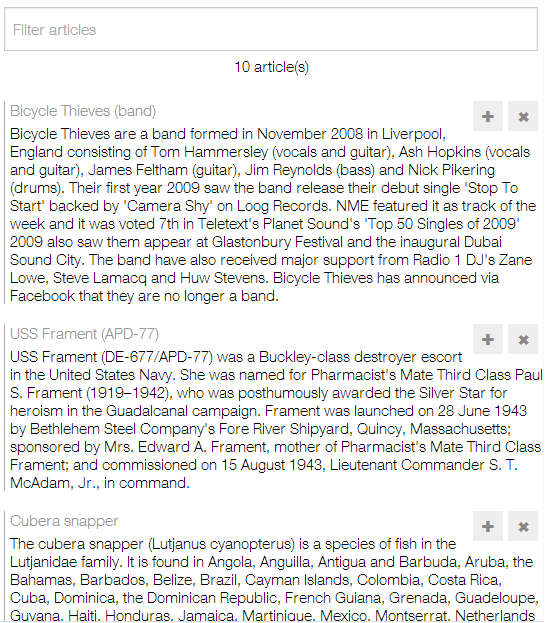 Filter articles
10 article(s)
Bicycle Thieves (band)
Bicycle Thieves are a band formed in November 2008 in Liverpool,
England consisting of Tom Hammersley (vocals and guitar), Ash Hopkins (vocals
and guitar), James Feltham (guitar), Jim Reynolds (bass) and Nick Pikering
(drums). Their first year 2009 saw the band release their debut single 'Stop To
Start' backed by 'Camera Shy' on Loog Records. NME featured it as track of the
week and it was voted 7th in Teletext's Planet Sound's 'Top 50 Singles of 2009'
2009 also saw them appear at Glastonbury Festival and the inaugural Dubai
Sound City. The band have also received major support from Radio 1 DJ's Zane
Lowe, Steve Lamacq and Huw Stevens. Bicycle Thieves has announced via
Facebook that they are no longer a band.
USS Frament (APD-77)
USS Frament (DE-677/APD-77) was a Buckley-class destroyer escort
in the United States Navy. She was named for Pharmacist's Mate Third Class Paul
S. Frament (1919–1942), who was posthumously awarded the Silver Star for
heroism in the Guadalcanal campaign. Frament was launched on 28 June 1943
by Bethlehem Steel Company's Fore River Shipyard, Quincy, Massachusetts;
sponsored by Mrs. Edward A. Frament, mother of Pharmacist's Mate Third Class
Frament; and commissioned on 15 August 1943, Lieutenant Commander S. T.
McAdam, Jr., in command.
Cubera snapper
The cubera snapper (Lutjanus cyanopterus) is a species of fish in the
Lutjanidae family. It is found in Angola, Anguilla, Antigua and Barbuda, Aruba, the
Bahamas, Barbados, Belize, Brazil, Cayman Islands, Colombia, Costa Rica,
Cuba, Dominica, the Dominican Republic, French Guiana, Grenada, Guadeloupe,
Guyana, Haiti, Honduras, Jamaica, Martinique, Mexico, Montserrat, Netherlands